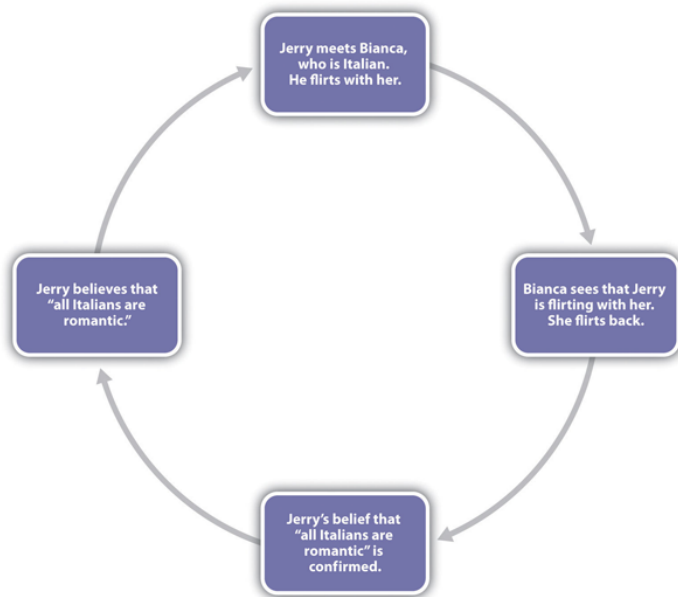 Jerry meets Bianca,
who is Italian.
He flirts with her.
Bianca sees that Jerry
is flirting with her.
She flirts back.
Jerry’s belief that
“all Italians are
romantic” is
confirmed.
Jerry believes that
“all Italians are
romantic.”